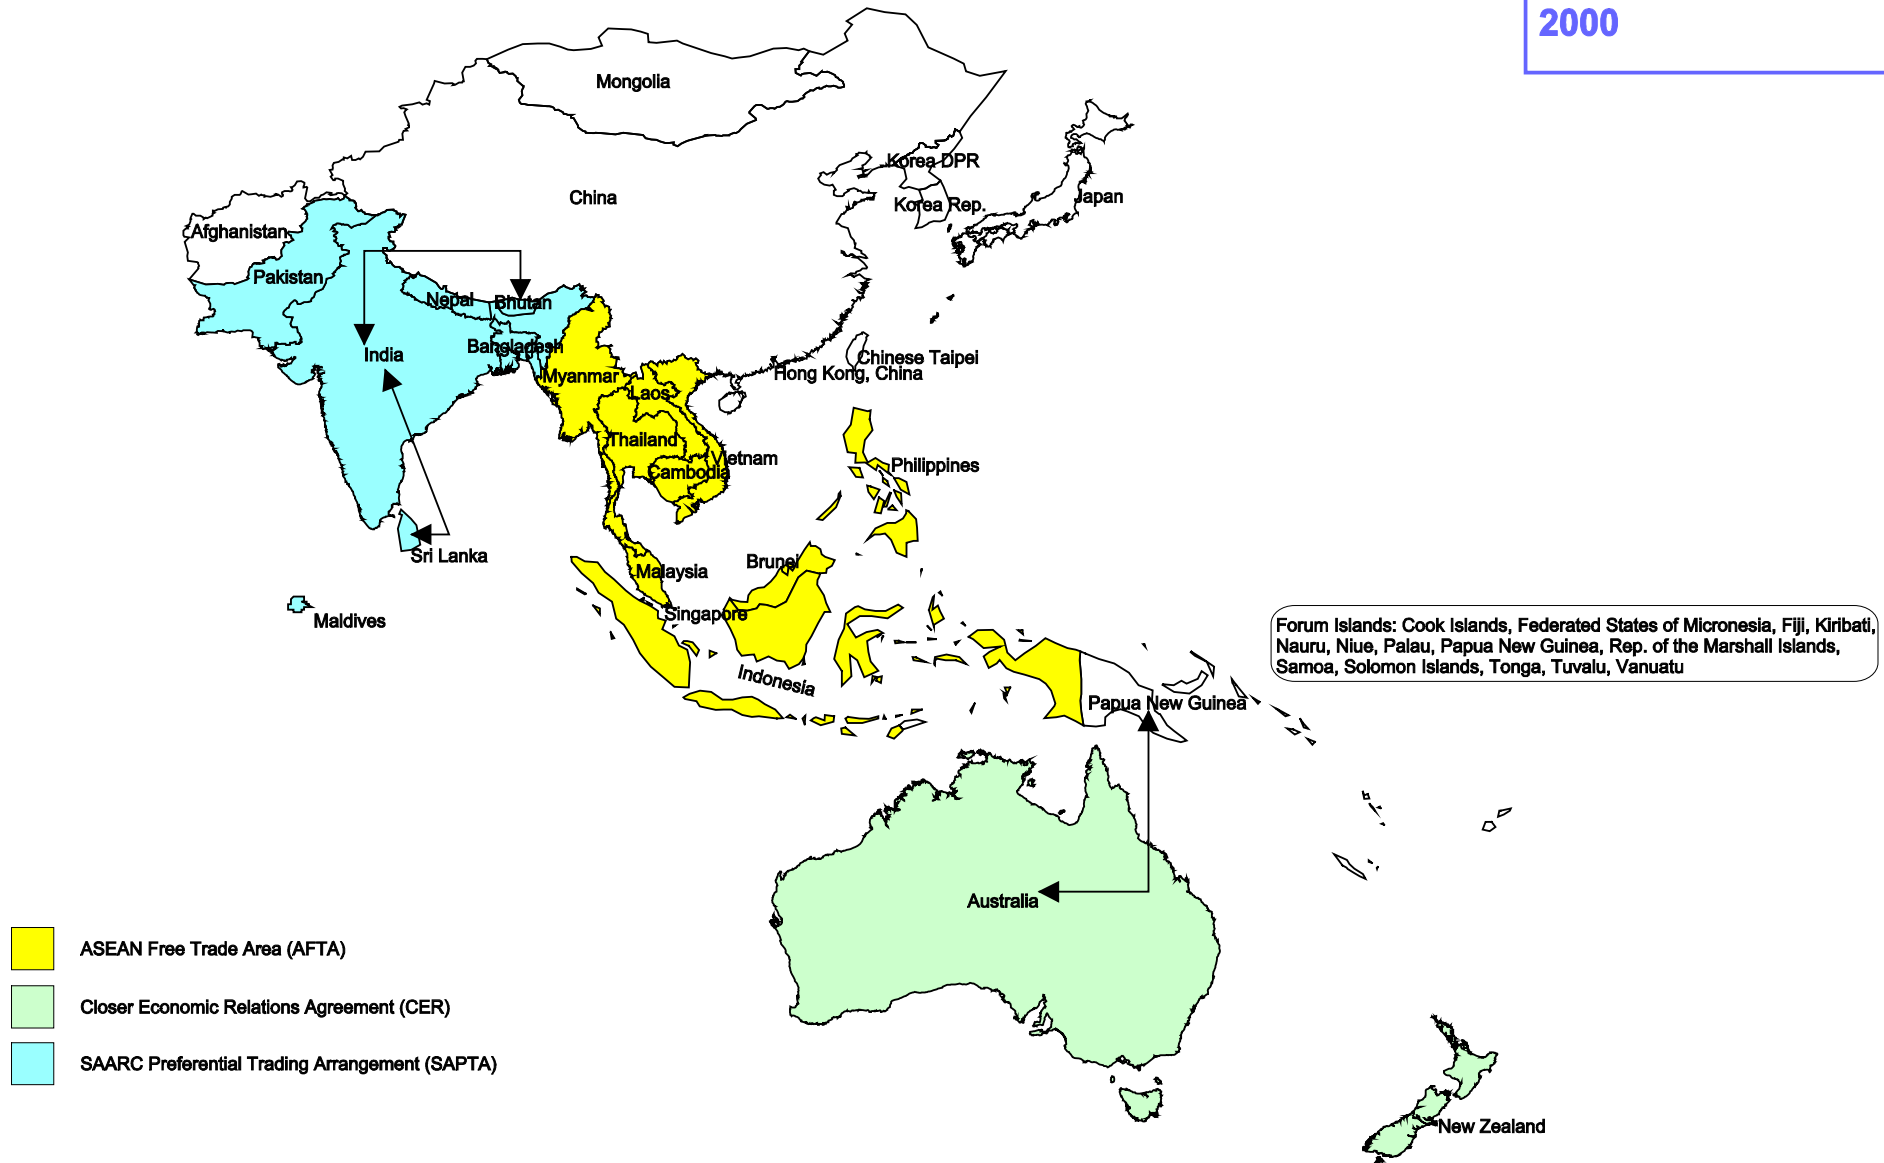 2000
Mongolia
Korea DPR
China
Japan
Korea Rep.
Afghanistan
Pakistan
Nepal
Bhutan
Bangladesh
India
Chinese Taipei
Hong Kong, China
Myanmar
Laos
Thailand
Vietnam
Cambodia
Philippines
Sri Lanka
Brunei
Malaysia
Singapore
Maldives
Indonesia
Forum Islands: Cook Islands, Federated States of Micronesia, Fiji, Kiribati,
Nauru, Niue, Palau, Papua New Guinea, Rep. of the Marshall Islands,
Samoa, Solomon Islands, Tonga, Tuvalu, Vanuatu
Papua New Guinea
Australia
ASEAN Free Trade Area (AFTA)
Closer Economic Relations Agreement (CER)
SAARC Preferential Trading Arrangement (SAPTA)
New Zealand